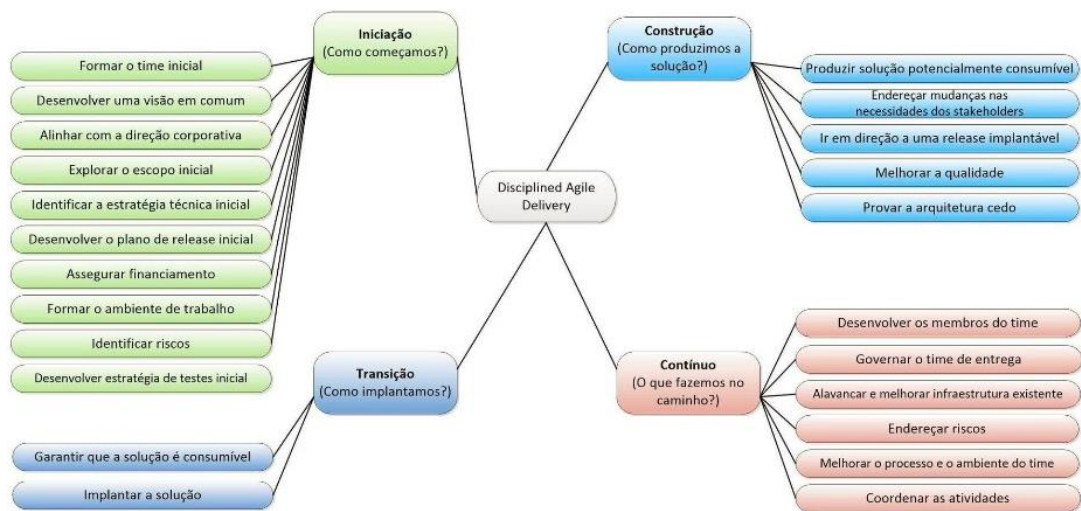 Iniciação
(Como começamos?)
Formar o time inicial
Desenvolver uma visão em comum
Alinhar com a direção corporativa
Explorar o escopo inicial
Identificar a estratégia técnica inicial
Desenvolver o plano de release inicial
Assegurar financiamento
Formar o ambiente de trabalho
Identificar riscos
Desenvolver estratégia de testes inicial
Construção
(Como produzimos a
solução?)
Produzir solução potencialmente consumível
Endereçar mudanças nas
necesidades dos stakeholders
Ir em direção a uma release implantável
Melhorar a qualidade
Provar a arquitetura cedo
Disciplined Agile
Delivery
Transição
(Como implantamos?)
Garantir que a solução é consumível
Implantar a solução
Contínuo
(O que fazemos no
caminho?)
Desenvolver os membros do time
Governar o time de entrega
Alavancar e melhorar infraestrutura existente
Endereçar riscos
Melhorar o processo e o ambiente do time
Coordenar as atividades